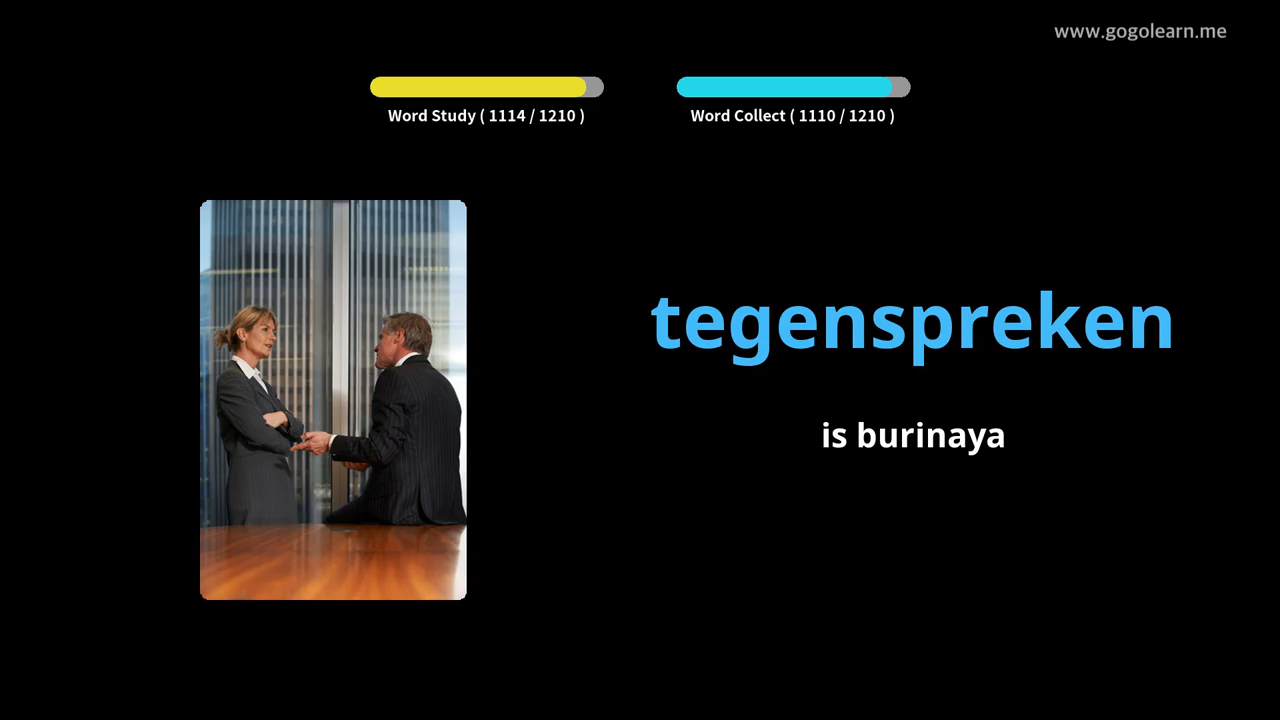 www.gogolearn.me
Word Study ( 1114 / 1210 )
Word Collect ( 1110 / 1210 )
tegenspreken
is burinaya